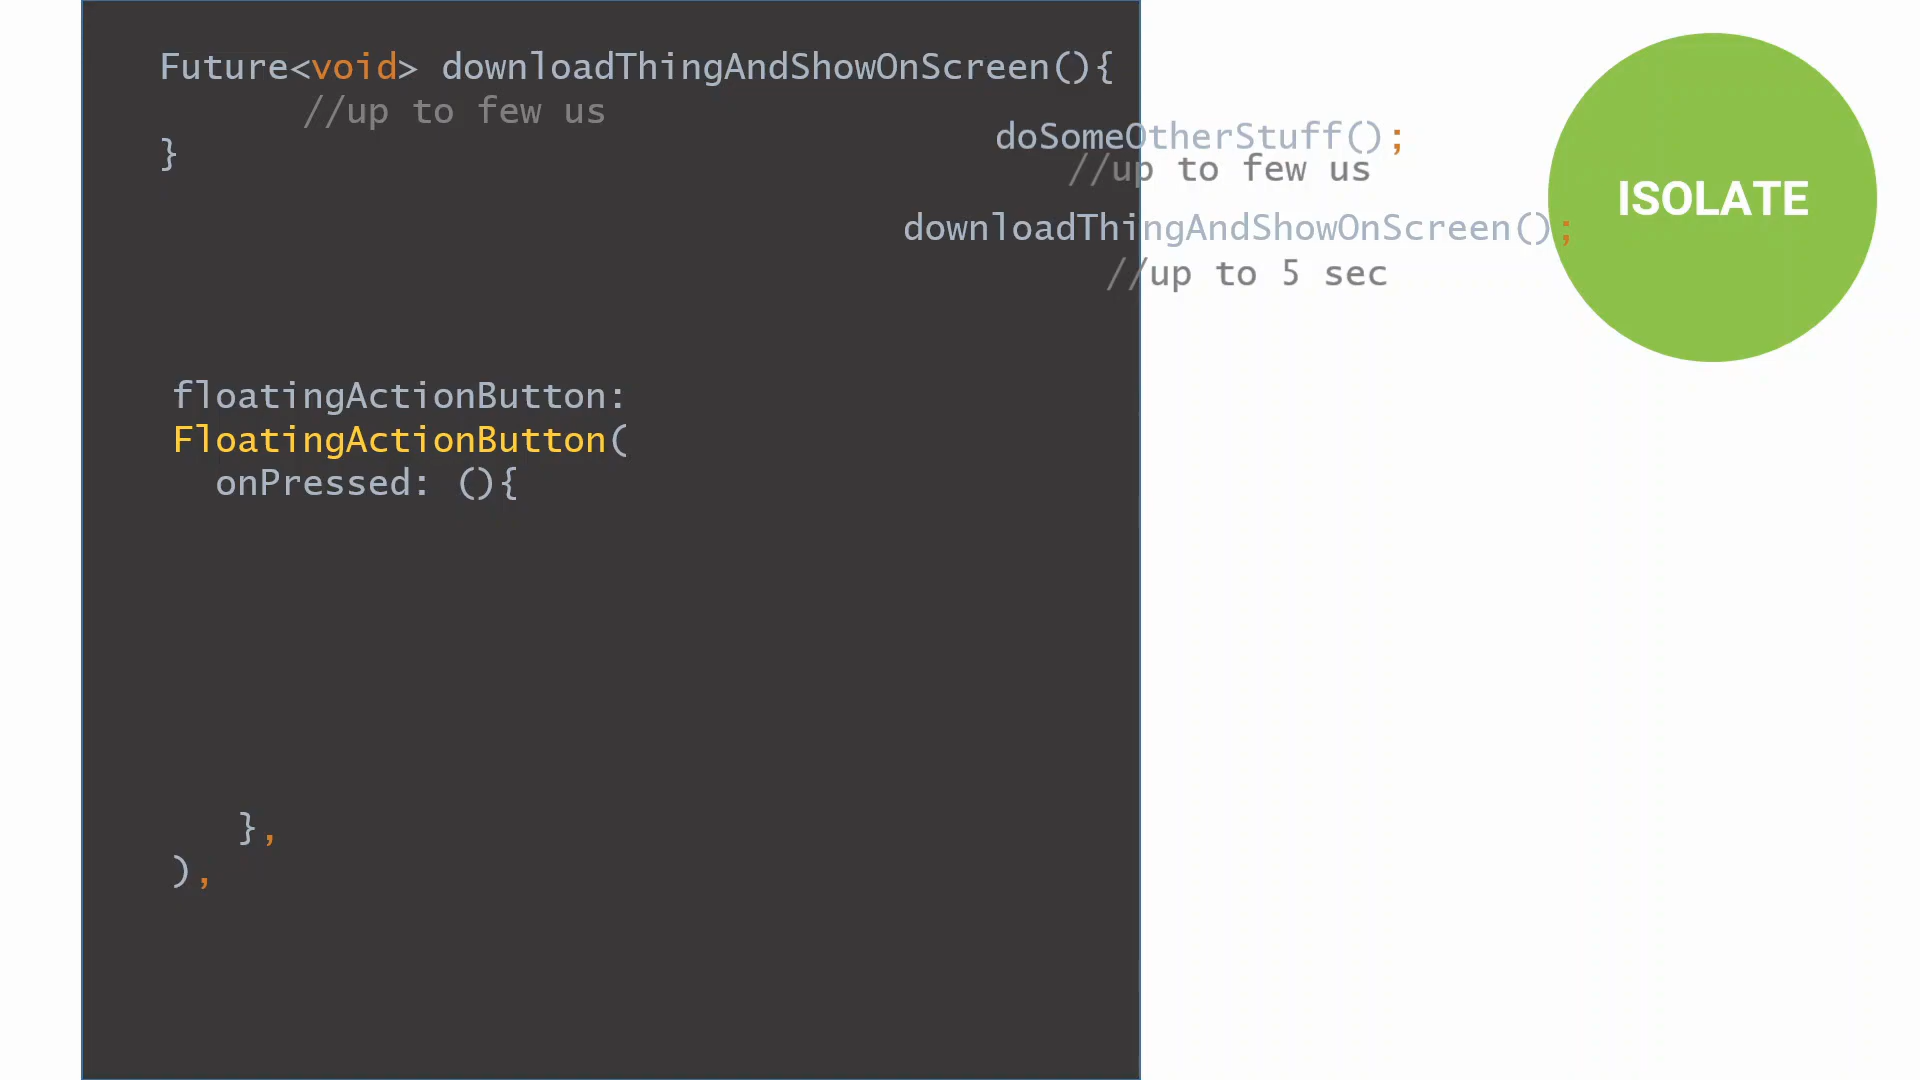 Future<void> downloadThingAndShowOnScreen(){
//up to few us
}
doSomeOtherStuff();
//up to few us
downloadThingAndShowOnScreen();
//up to 5 sec
ISOLATE
floatingActionButton:
FloatingActionButton(
onPressed: (){
},
),